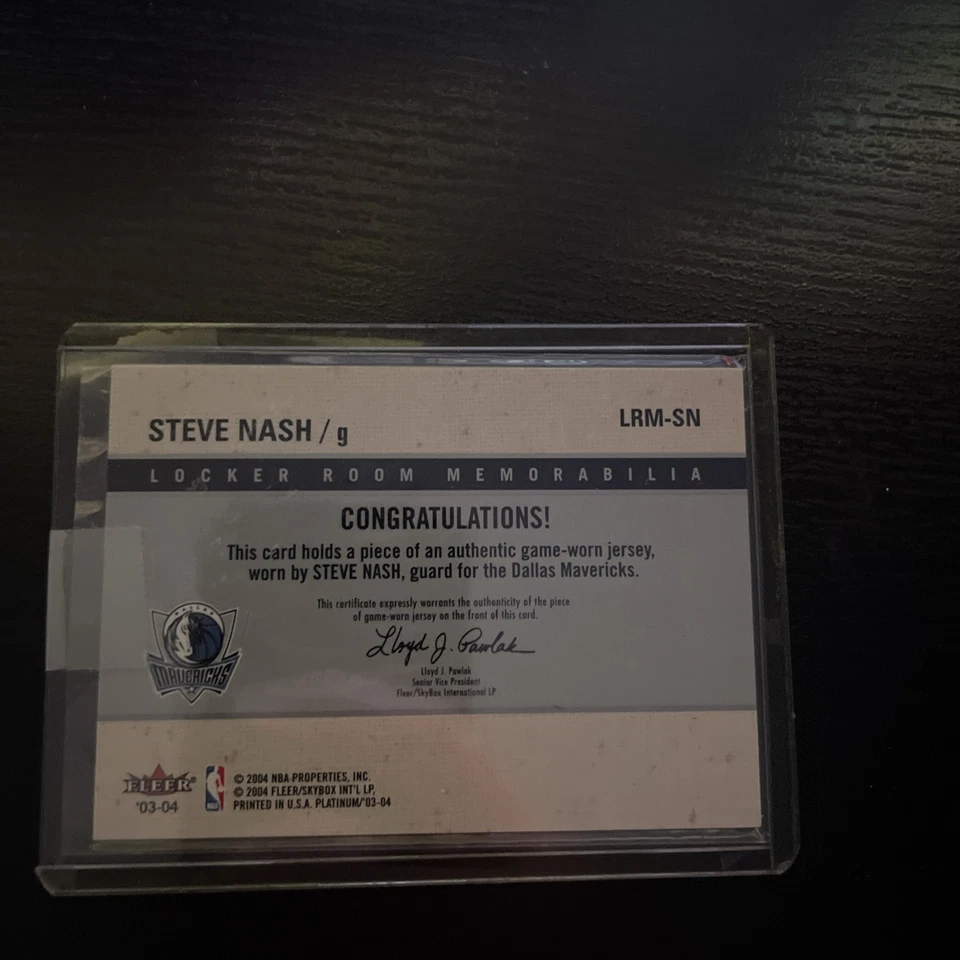 STEVE NASH / g
LRM-SN
LOCKER ROOM MEMORABILIA
CONGRATULATIONS!
This card holds a piece of an authentic game-worn jersey,
worn by STEVE NASH, guard for the Dallas Mavericks.
This certificate expressly warrants the authenticity of the piece
of game-worn jersey on the front of this card.
Lloyd J. Pawlak
Lloyd J. Pawlak
Senior Vice President
Fleer/SkyBox International LP
DALLAS
MAVERICKS
FLEER
'03-04
© 2004 NBA PROPERTIES, INC.
© 2004 FLEER/SKYBOX INT'L LP,
PRINTED IN U.S.A. PLATINUM/'03-04